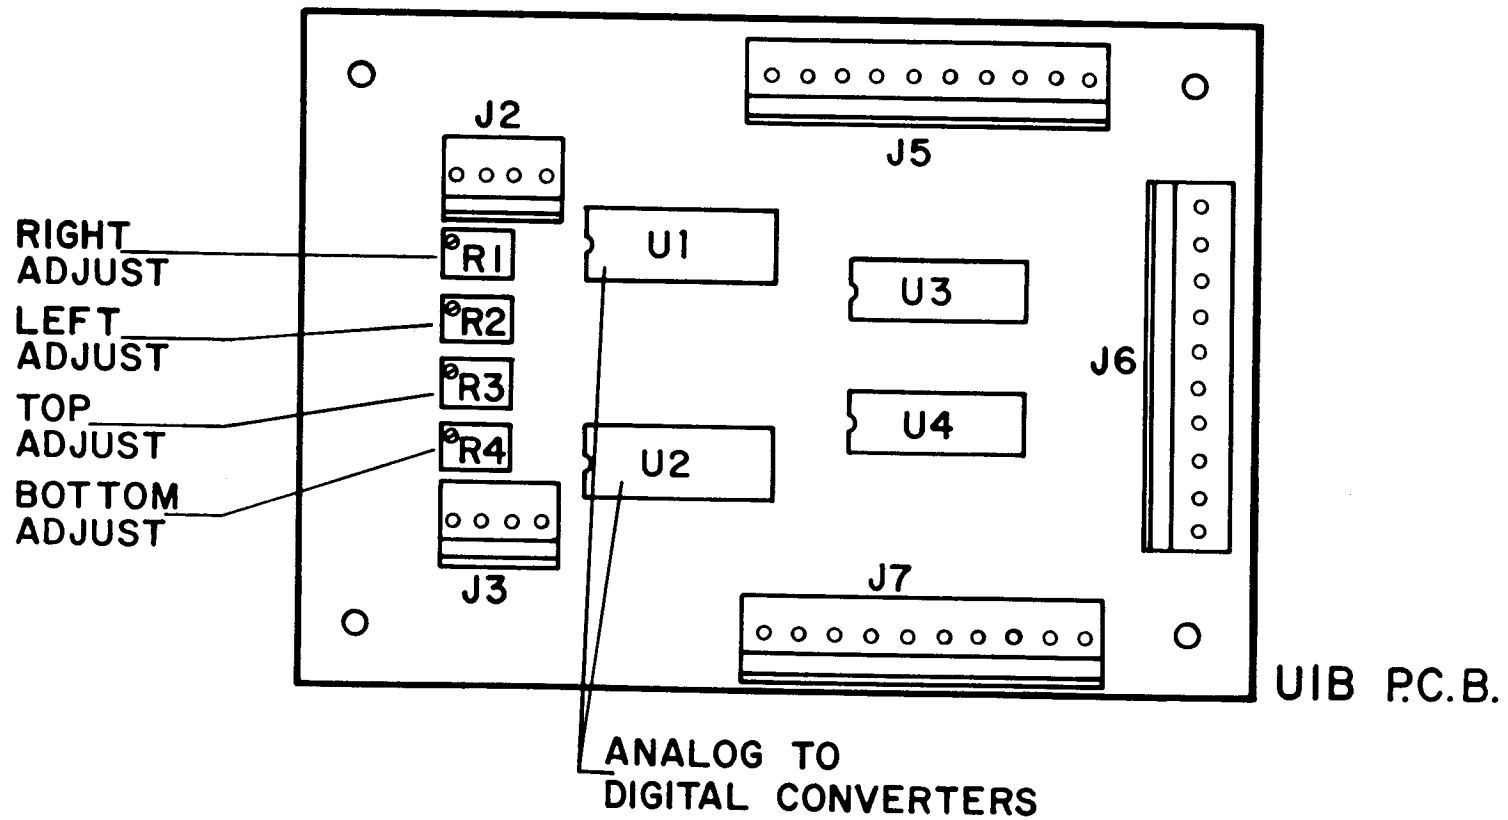 J2
J5
RIGHT
ADJUST
R1
U1
U3
LEFT
ADJUST
R2
J6
TOP
ADJUST
R3
U4
R4
U2
BOTTOM
ADJUST
J3
J7
UIB P.C.B.
ANALOG TO
DIGITAL CONVERTERS